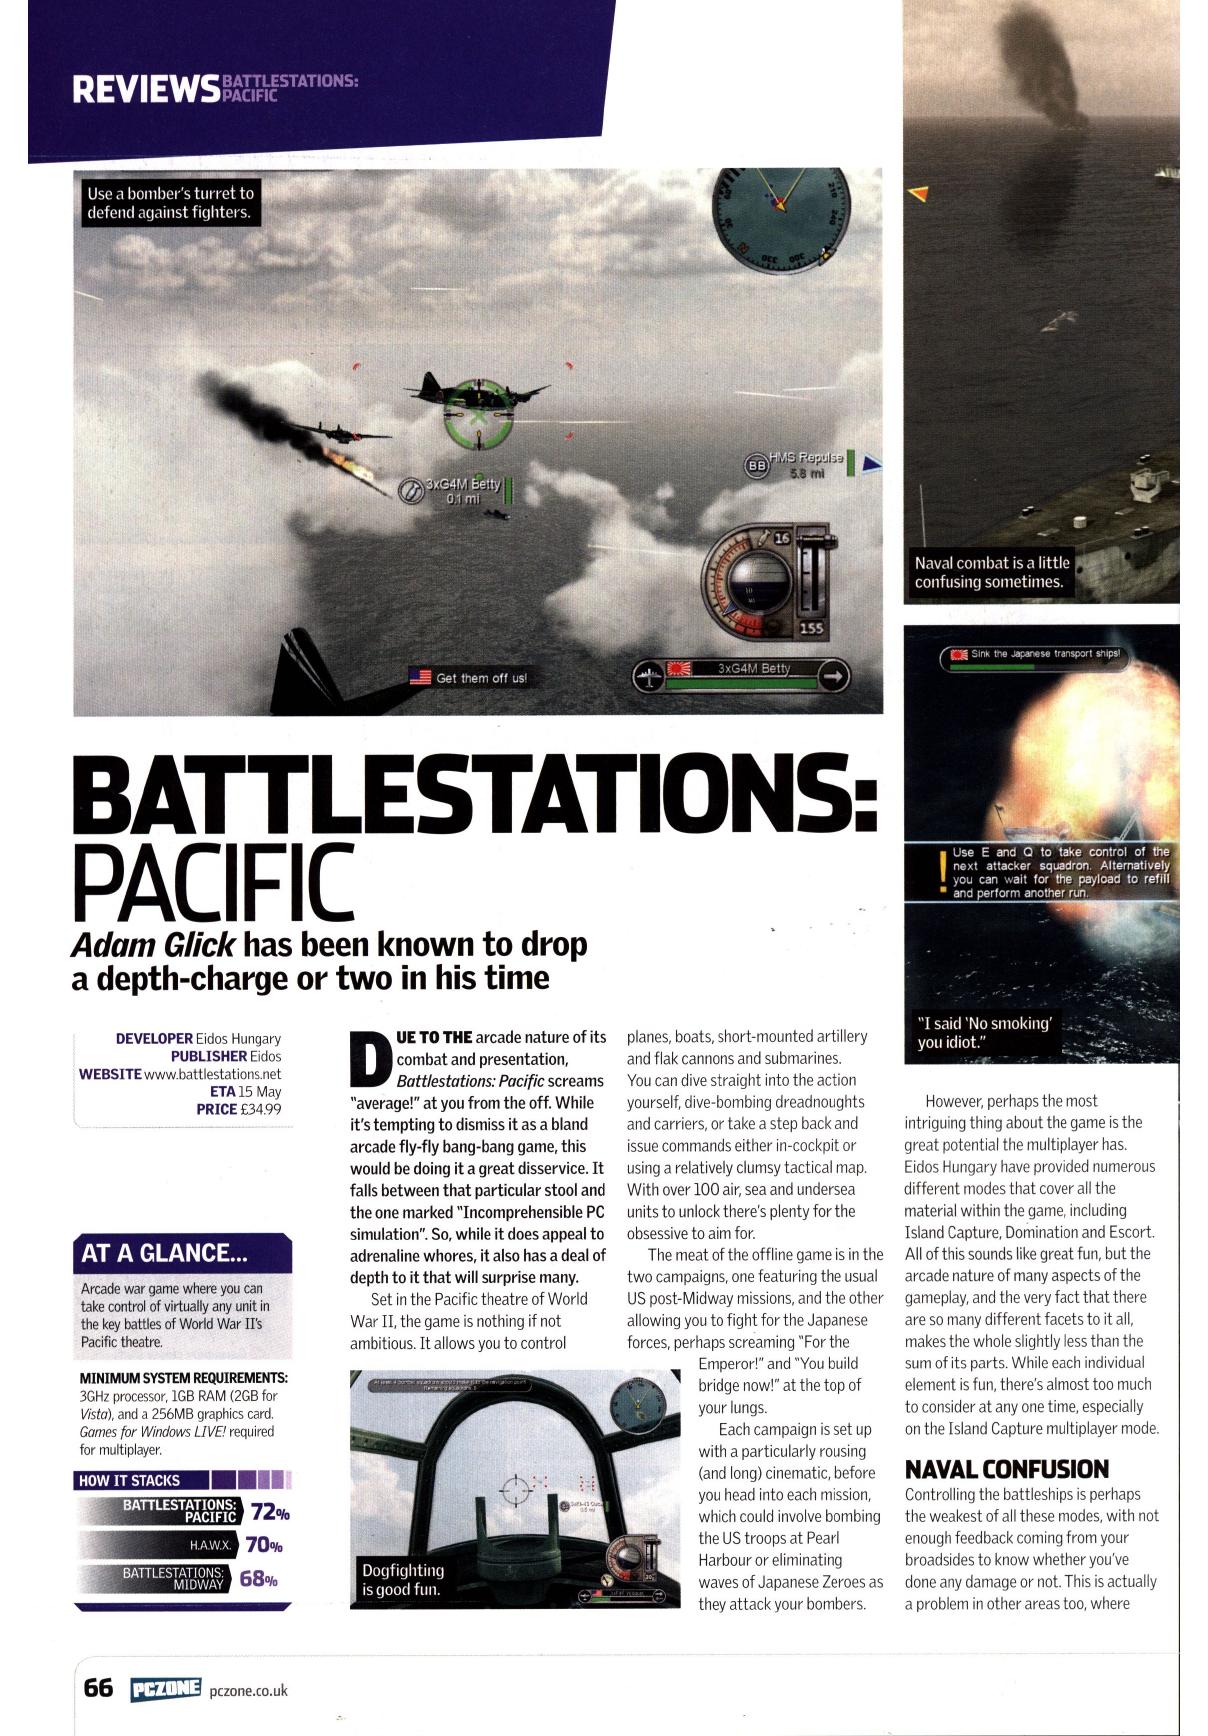 REVIEWS BATTLESTATIONS:
PACIFIC
Use a bomber's turret to
defend against fighters.
3xG4M Betty
0.1 mi
BB HMS Repulse
5.8 mi
16
155
3xG4M Betty
Get them off us!
Naval combat is a little
confusing sometimes.
Sink the Japanese transport ships!
Use E and Q to take control of the
next attacker squadron. Alternatively
you can wait for the payload to refill
and perform another run.
"I said 'No smoking'
you idiot."
BATTLESTATIONS:
PACIFIC
Adam Glick has been known to drop
a depth-charge or two in his time
DEVELOPER Eidos Hungary
PUBLISHER Eidos
WEBSITE www.battlestations.net
ETA 15 May
PRICE £34.99
AT A GLANCE...
Arcade war game where you can
take control of virtually any unit in
the key battles of World War II's
Pacific theatre.
MINIMUM SYSTEM REQUIREMENTS:
3GHz processor, 1GB RAM (2GB for
Vista), and a 256MB graphics card.
Games for Windows LIVE! required
for multiplayer.
HOW IT STACKS
BATTLESTATIONS:
PACIFIC 72%
H.A.W.X. 70%
BATTLESTATIONS:
MIDWAY 68%
DUE TO THE arcade nature of its
combat and presentation,
Battlestations: Pacific screams
"average!" at you from the off. While
it's tempting to dismiss it as a bland
arcade fly-fly bang-bang game, this
would be doing it a great disservice. It
falls between that particular stool and
the one marked "Incomprehensible PC
simulation". So, while it does appeal to
adrenaline whores, it also has a deal of
depth to it that will surprise many.
Set in the Pacific theatre of World
War II, the game is nothing if not
ambitious. It allows you to control
Dogfighting
is good fun.
planes, boats, short-mounted artillery
and flak cannons and submarines.
You can dive straight into the action
yourself, dive-bombing dreadnoughts
and carriers, or take a step back and
issue commands either in-cockpit or
using a relatively clumsy tactical map.
With over 100 air, sea and undersea
units to unlock there's plenty for the
obsessive to aim for.
The meat of the offline game is in the
two campaigns, one featuring the usual
US post-Midway missions, and the other
allowing you to fight for the Japanese
forces, perhaps screaming "For the
Emperor!" and "You build
bridge now!" at the top of
your lungs.
Each campaign is set up
with a particularly rousing
(and long) cinematic, before
you head into each mission,
which could involve bombing
the US troops at Pearl
Harbour or eliminating
waves of Japanese Zeroes as
they attack your bombers.
However, perhaps the most
intriguing thing about the game is the
great potential the multiplayer has.
Eidos Hungary have provided numerous
different modes that cover all the
material within the game, including
Island Capture, Domination and Escort.
All of this sounds like great fun, but the
arcade nature of many aspects of the
gameplay, and the very fact that there
are so many different facets to it all,
makes the whole slightly less than the
sum of its parts. While each individual
element is fun, there's almost too much
to consider at any one time, especially
on the Island Capture multiplayer mode.
NAVAL CONFUSION
Controlling the battleships is perhaps
the weakest of all these modes, with not
enough feedback coming from your
broadsides to know whether you've
done any damage or not. This is actually
a problem in other areas too, where
66 PCZONE pczone.co.uk